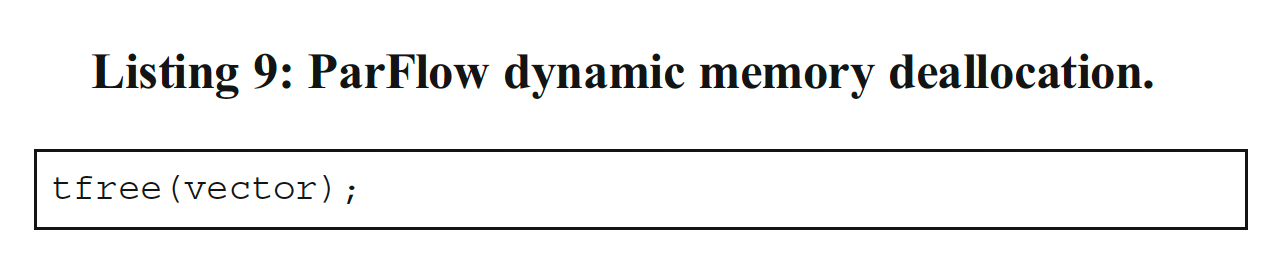 Listing 9: ParFlow dynamic memory deallocation.
tfree(vector);